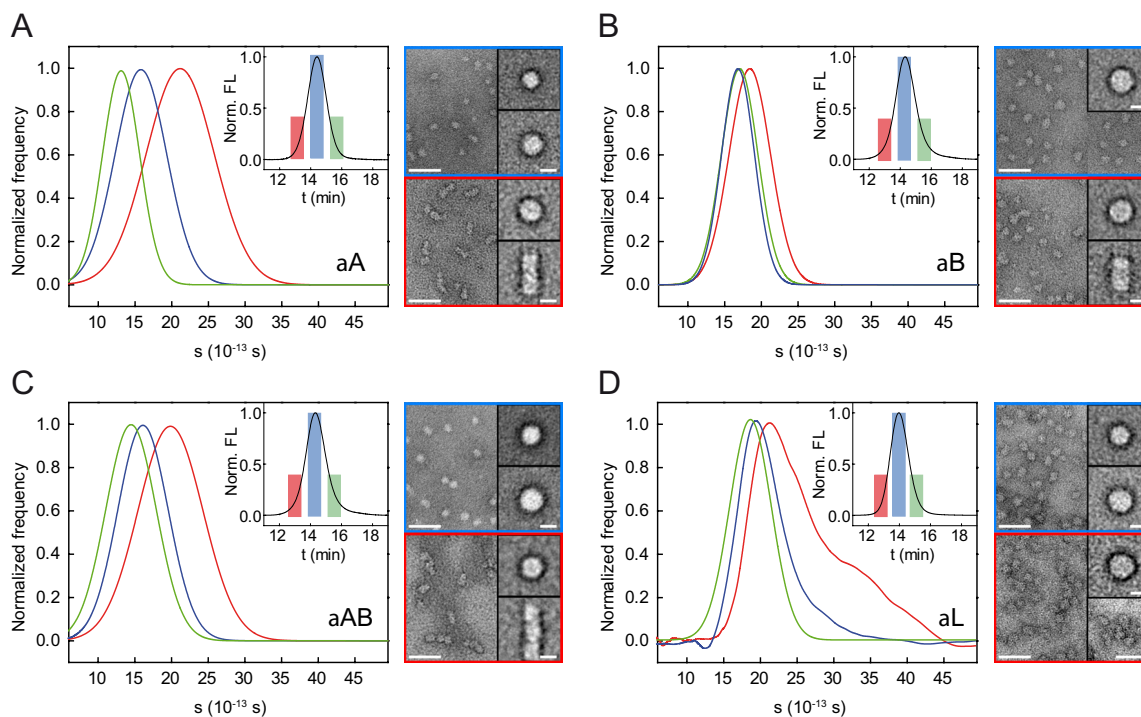 A
Normalized frequency
1.0
0.8
0.6
0.4
0.2
0.0
10 15 20 25 30 35 40 45
s (10⁻¹³ s)
Norm. FL
1.0
0.5
0.0
12 14 16 18
t (min)
aA
B
Normalized frequency
1.0
0.8
0.6
0.4
0.2
0.0
10 15 20 25 30 35 40 45
s (10⁻¹³ s)
Norm. FL
1.0
0.5
0.0
12 14 16 18
t (min)
aB
C
Normalized frequency
1.0
0.8
0.6
0.4
0.2
0.0
10 15 20 25 30 35 40 45
s (10⁻¹³ s)
Norm. FL
1.0
0.5
0.0
12 14 16 18
t (min)
aAB
D
Normalized frequency
1.0
0.8
0.6
0.4
0.2
0.0
10 15 20 25 30 35 40 45
s (10⁻¹³ s)
Norm. FL
1.0
0.5
0.0
12 14 16 18
t (min)
aL